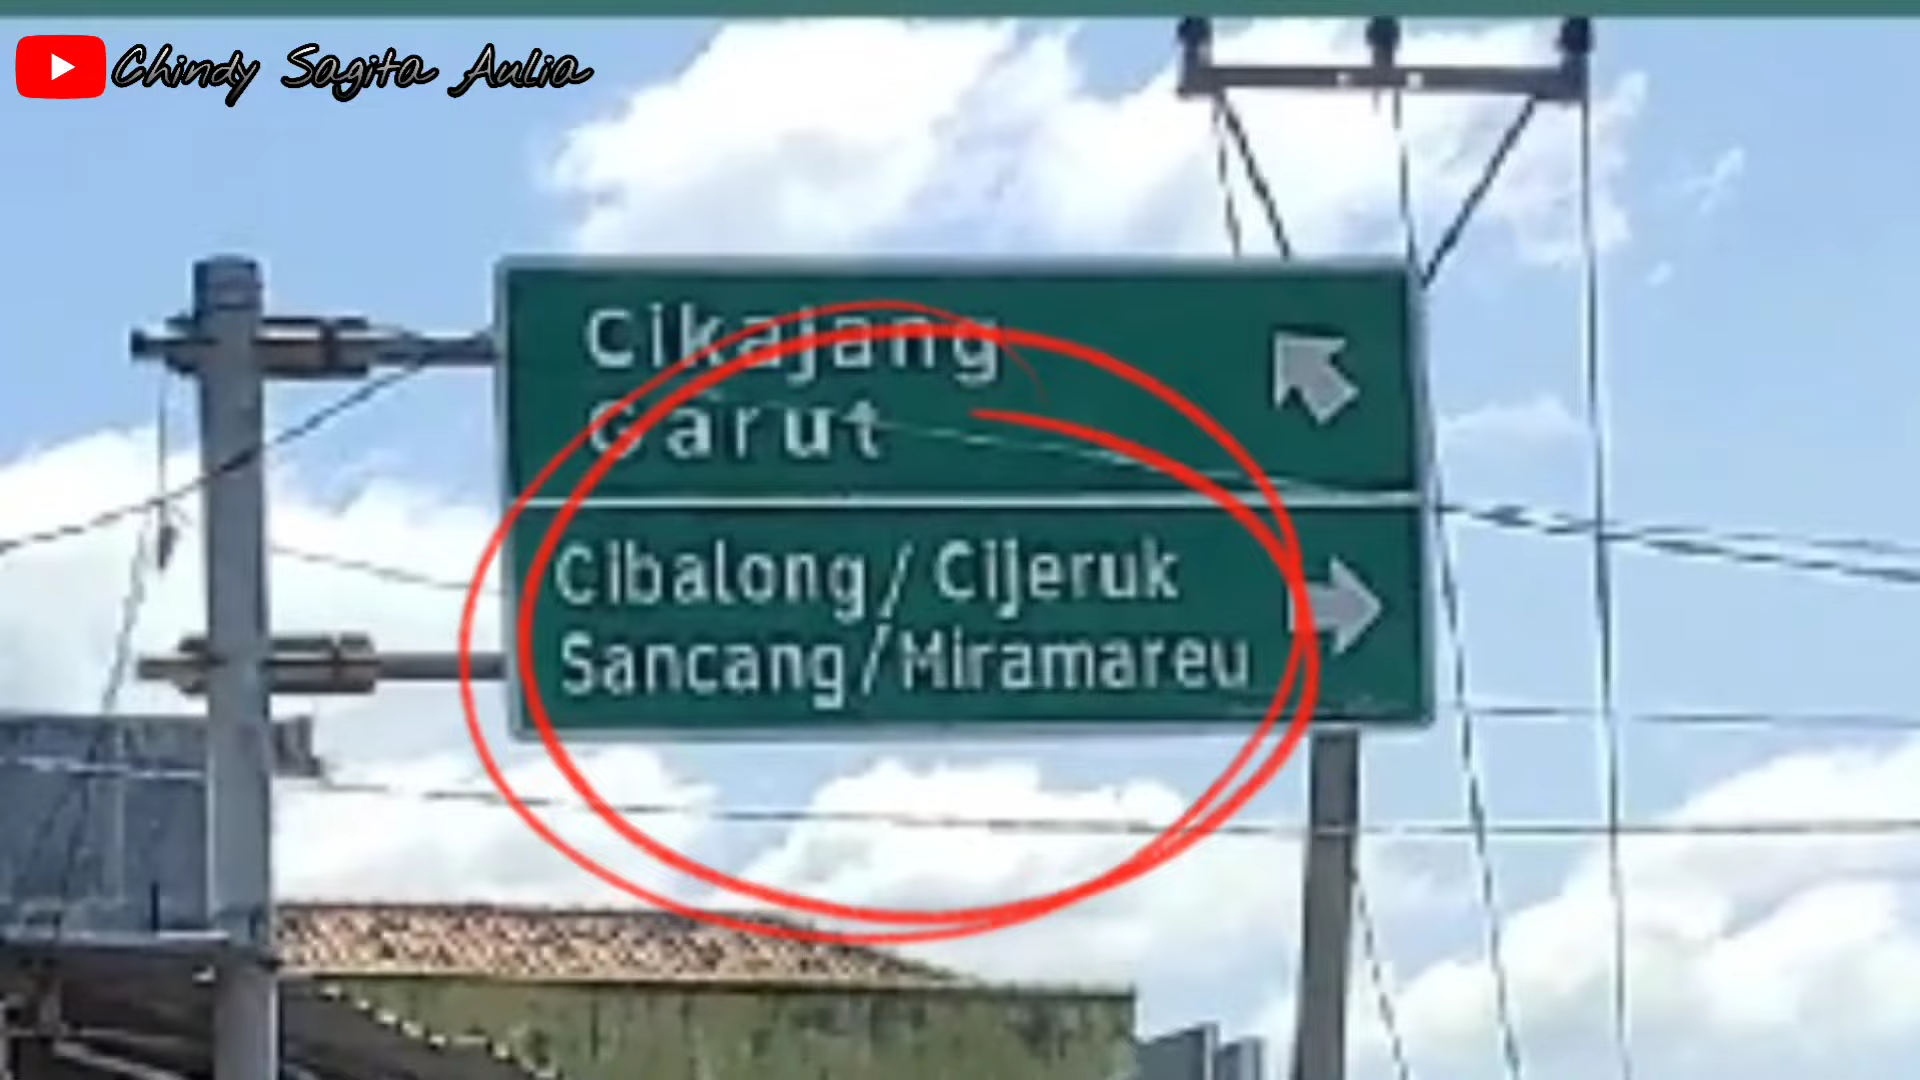 Chindy Sagita Aulia
Cikajang
Garut
Cibalong / Cijeruk
Sancang / Miramareu